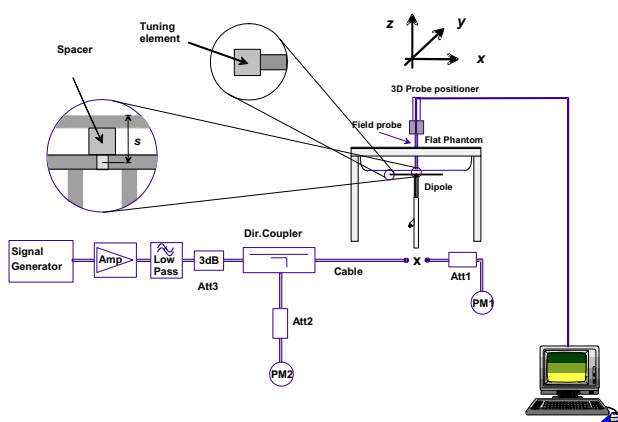 Tuning
element
Spacer
s
z
y
x
3D Probe positioner
Field probe
Flat Phantom
Dipole
Signal
Generator
Amp
Low
Pass
3dB
Att3
Dir.Coupler
Cable
x
Att1
PM1
Att2
PM2